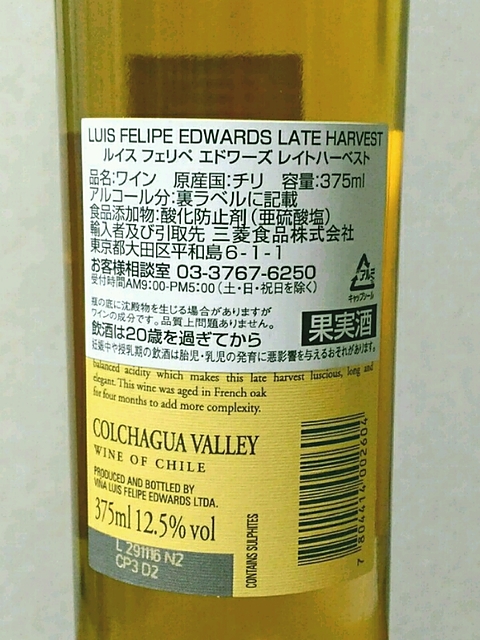 LUIS FELIPE EDWARDS LATE HARVEST
ルイス フェリペ エドワーズ レイトハーベスト
品名:ワイン 原産国:チリ 容量:375ml
アルコール分:裏ラベルに記載
食品添加物:酸化防止剤(亜硫酸塩)
輸入者及び引取先 三菱食品株式会社
東京都大田区平和島6-1-1
お客様相談室 03-3767-6250
受付時間AM9:00-PM5:00(土・日・祝日を除く)
アルミ
キャップシール
瓶の底に沈殿物を生じる場合がありますが
ワインの成分です。品質上問題ありません。
飲酒は20歳を過ぎてから
果実酒
妊娠中や授乳期の飲酒は胎児・乳児の発育に悪影響を与えるおそれがあります。
balanced acidity which makes this late harvest luscious, long and
elegant. This wine was aged in French oak
for four months to add more complexity.
COLCHAGUA VALLEY
WINE OF CHILE
PRODUCED AND BOTTLED BY
VIÑA LUIS FELIPE EDWARDS LTDA.
375ml 12.5% vol
L 291116 N2
CP3 D2
CONTAINS SULPHITES
7804414002604